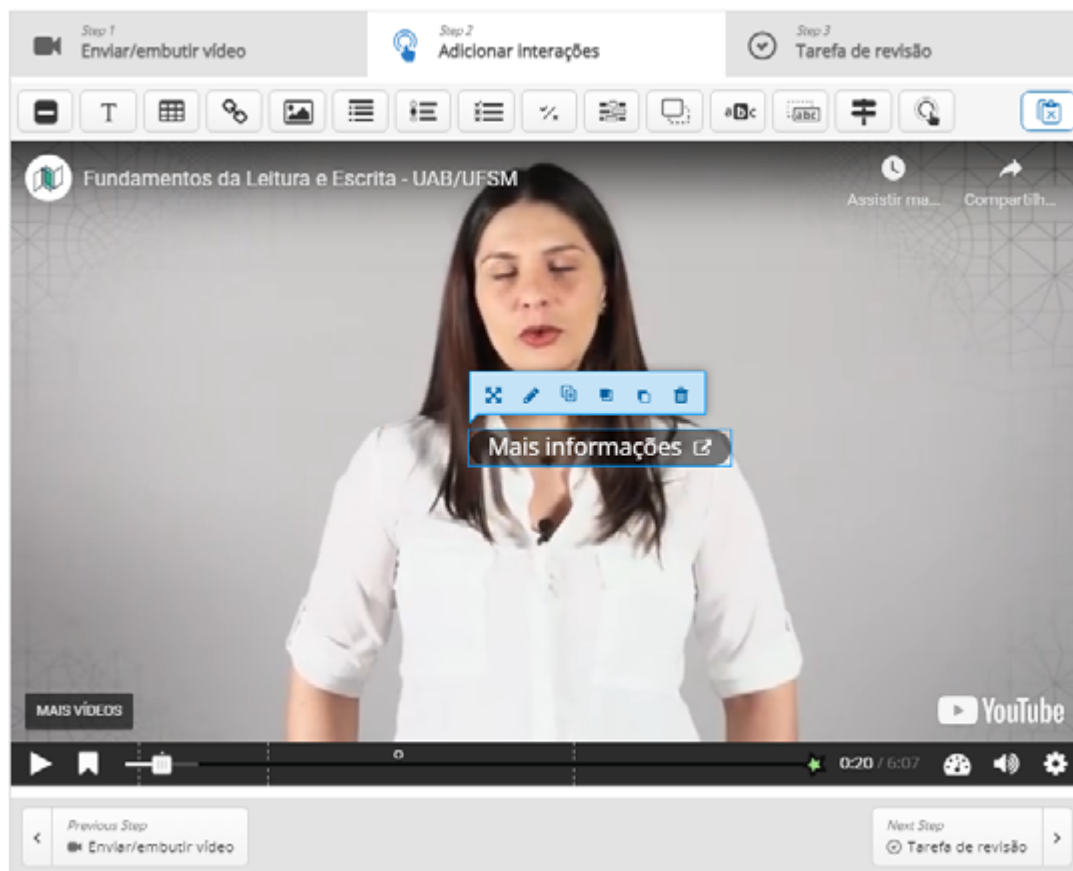 Step 1
Enviar/embutir vídeo
Step 2
Adicionar interações
Step 3
Tarefa de revisão
T
aBc
abc
Fundamentos da Leitura e Escrita - UAB/UFSM
Assistir ma...
Compartilh...
Mais informações
MAIS VÍDEOS
YouTube
0:20 / 6:07
Previous Step
Enviar/embutir vídeo
Next Step
Tarefa de revisão